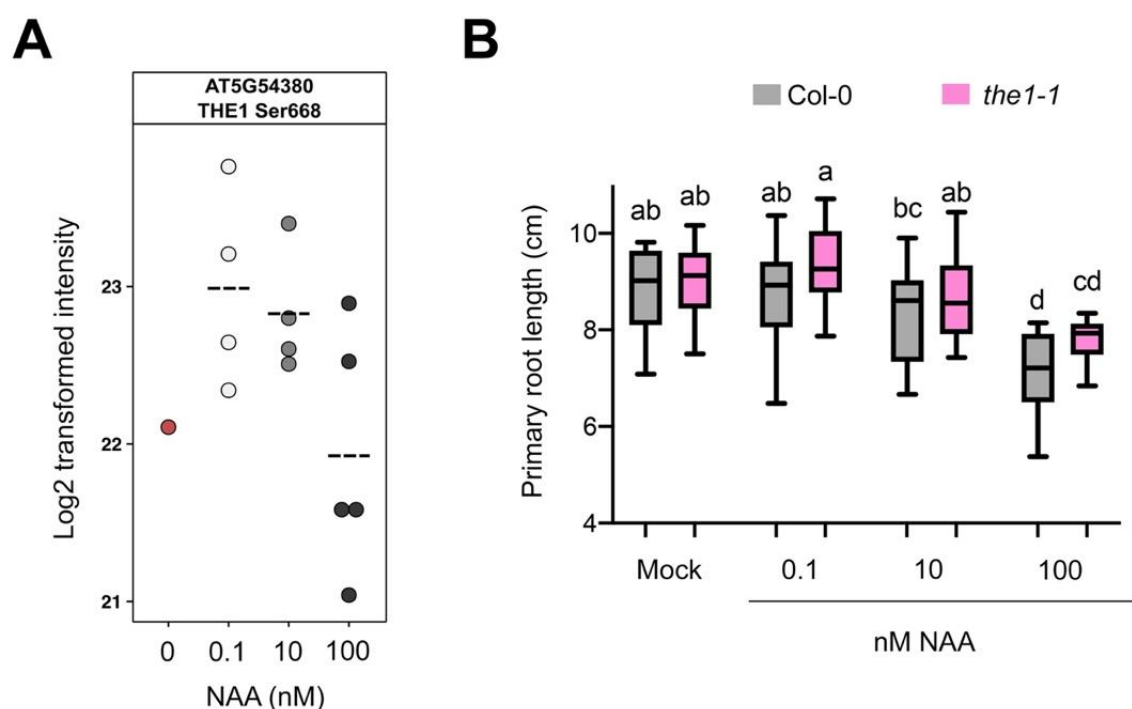 A
AT5G54380
THE1 Ser668
Log2 transformed intensity
23
22
21
0 0.1 10 100
NAA (nM)
B
Col-0 the1-1
Primary root length (cm)
10
8
6
4
ab ab ab a bc ab d cd
Mock 0.1 10 100
nM NAA